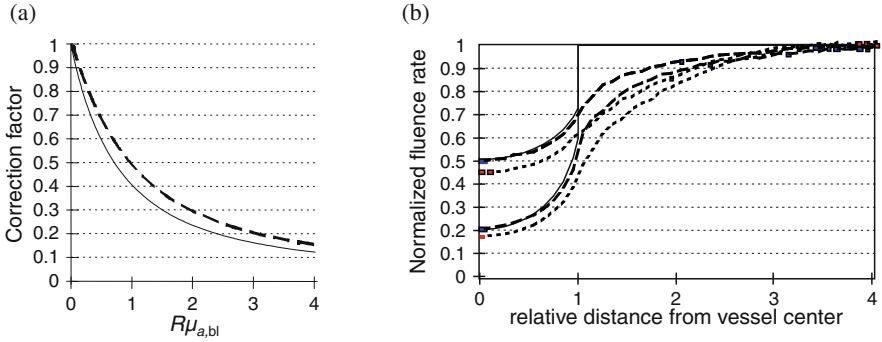 (a)
(b)
Correction factor
1
0.9
0.8
0.7
0.6
0.5
0.4
0.3
0.2
0.1
0
0 1 2 3 4
Rμa,bl
Normalized fluence rate
1
0.9
0.8
0.7
0.6
0.5
0.4
0.3
0.2
0.1
0
0 1 2 3 4
relative distance from vessel center